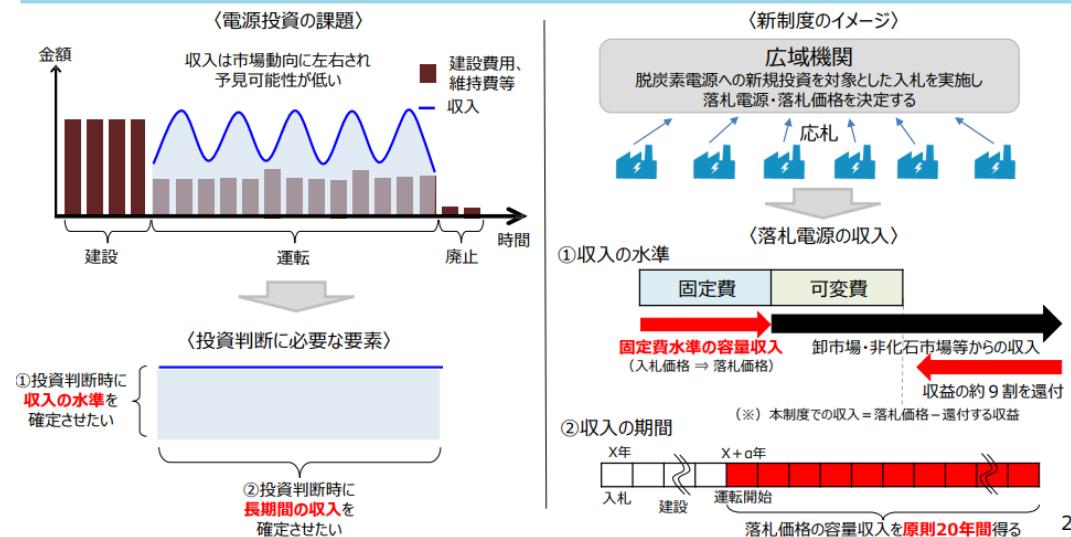 〈電源投資の課題〉
金額
収入は市場動向に左右され
予見可能性が低い
建設費用、
維持費等
収入
時間
建設
運転
廃止
〈投資判断に必要な要素〉
①投資判断時に
収入の水準を
確定させたい
②投資判断時に
長期間の収入を
確定させたい
〈新制度のイメージ〉
広域機関
脱炭素電源への新規投資を対象とした入札を実施し
落札電源・落札価格を決定する
応札
〈落札電源の収入〉
①収入の水準
固定費
可変費
固定費水準の容量収入
（入札価格 ⇒ 落札価格）
卸市場・非化石市場等からの収入
収益の約９割を還付
（※）本制度での収入＝落札価格－還付する収益
②収入の期間
X年
X＋α年
入札
建設
運転開始
落札価格の容量収入を原則20年間得る
2